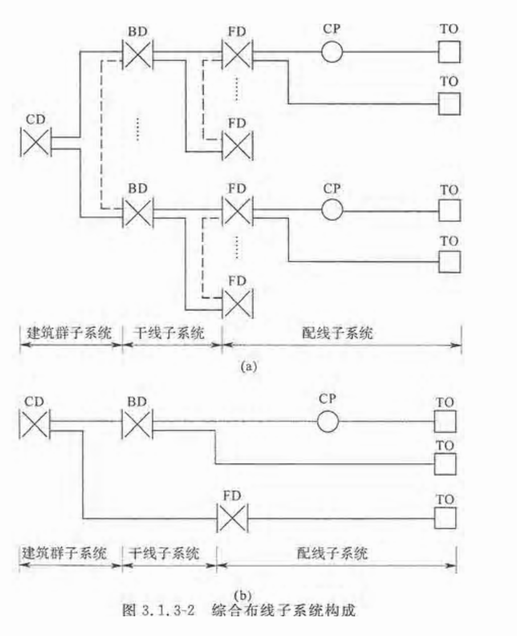 BD FD CP TO
TO
CD FD
BD FD CP TO
TO
FD
建筑群子系统 干线子系统 配线子系统
(a)
CD BD CP TO
TO
FD TO
建筑群子系统 干线子系统 配线子系统
(b)
图 3.1.3-2 综合布线子系统构成